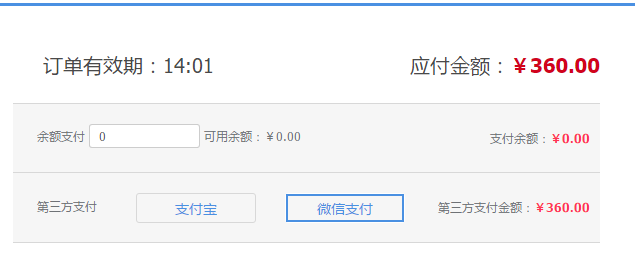 订单有效期：14:01 应付金额：￥360.00
余额支付 0 可用余额：￥0.00 支付余额：￥0.00
第三方支付 支付宝 微信支付 第三方支付金额：￥360.00